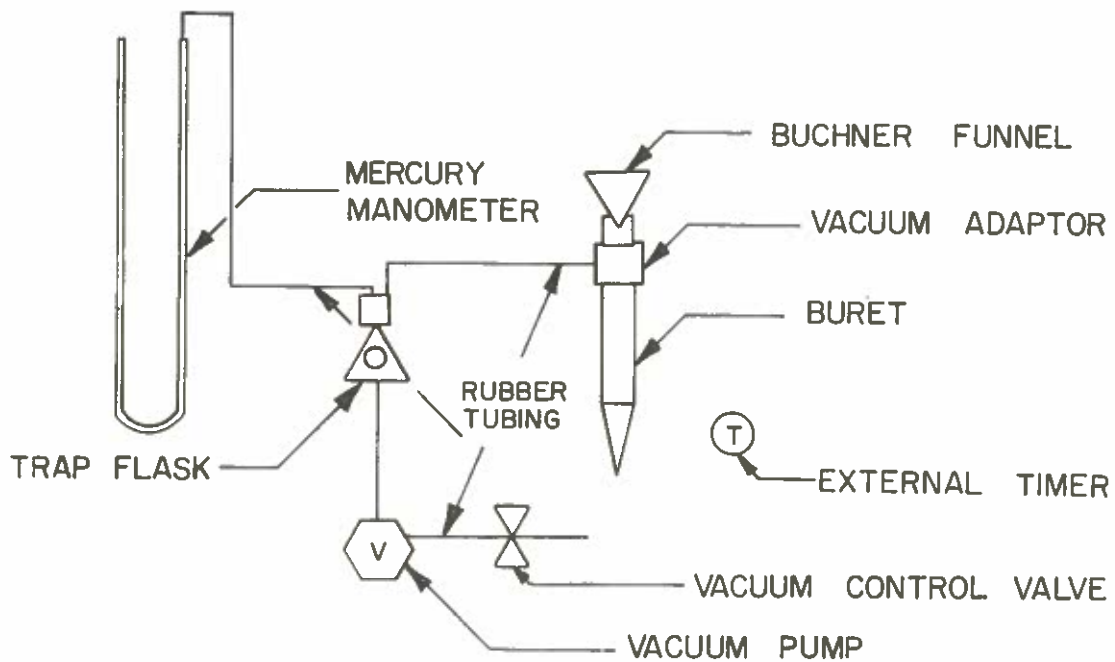 BUCHNER FUNNEL
MERCURY
MANOMETER
VACUUM ADAPTOR
BURET
RUBBER
TUBING
T
TRAP FLASK
EXTERNAL TIMER
V
VACUUM CONTROL VALVE
VACUUM PUMP